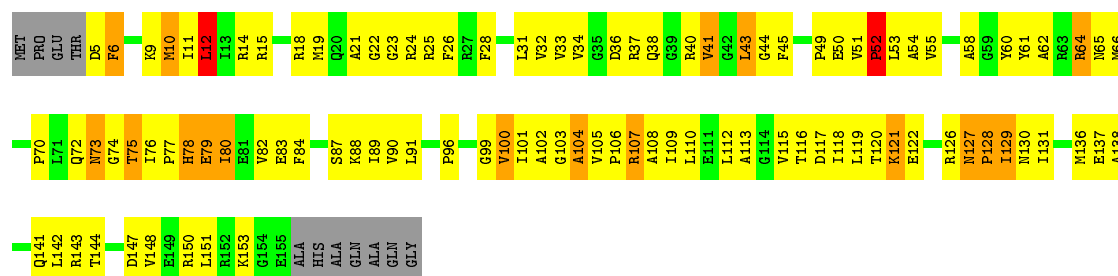 MET PRO GLU THR D5 F6 K9 M10 I11 L12 I13 R14 R15 R18 M19 Q20 A21 G22 G23 R24 R25 F26 R27 F28 L31 V32 V33 V34 G35 D36 R37 Q38 G39 R40 V41 G42 L43 G44 F45 P49 E50 V51 P52 L53 A54 V55 A58 G59 Y60 Y61 A62 R63 R64 N65 M66
P70 L71 Q72 N73 G74 T75 I76 P77 H78 E79 I80 E81 V82 E83 F84 S87 K88 I89 V90 L91 P96 G99 V100 I101 A102 G103 A104 V105 P106 R107 A108 I109 L110 E111 L112 A113 G114 V115 T116 D117 I118 L119 T120 K121 E122 R126 N127 P128 I129 N130 I131 M136 E137 A138
Q141 L142 R143 T144 D147 V148 E149 R150 L151 R152 K153 G154 E155 ALA HIS ALA GLN ALA GLN GLY